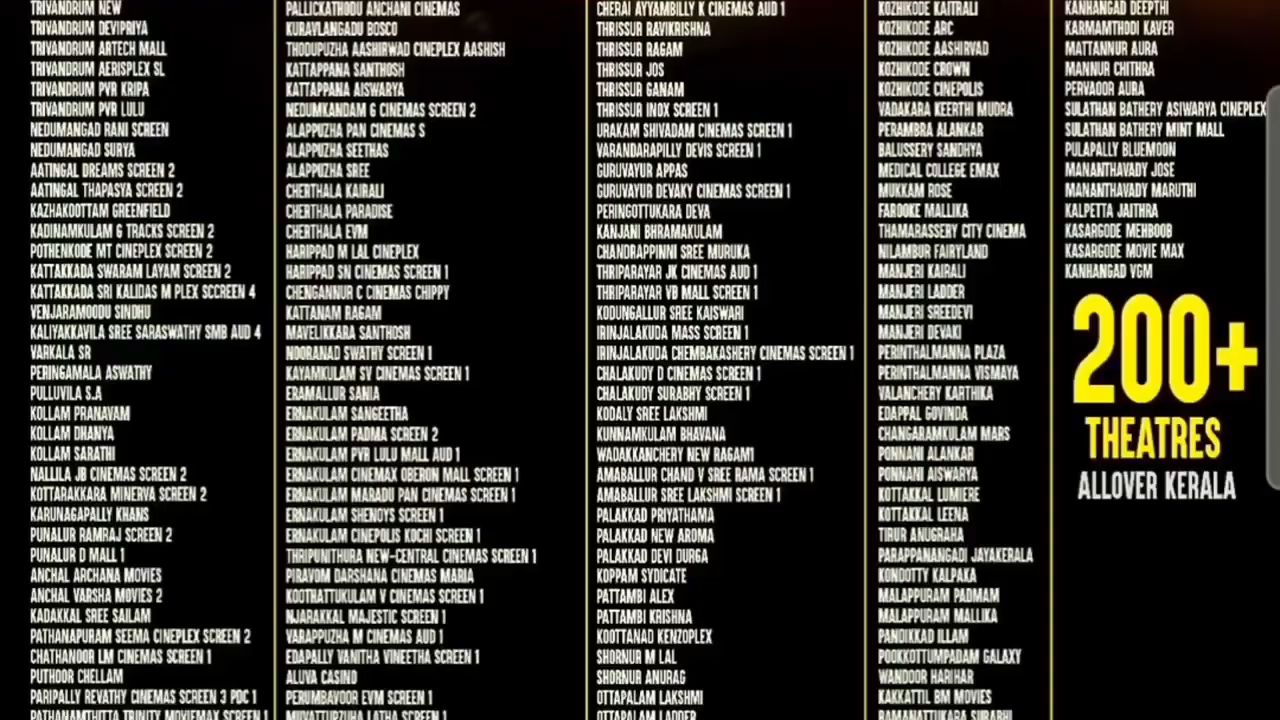 TRIVANDRUM NEW
TRIVANDRUM DEVIPRIYA
TRIVANDRUM ARTECH MALL
TRIVANDRUM AERISPLEX SL
TRIVANDRUM PVR KRIPA
TRIVANDRUM PVR LULU
NEDUMANGAD RANI SCREEN
NEDUMANGAD SURYA
AATINGAL DREAMS SCREEN 2
AATINGAL THAPASYA SCREEN 2
KAZHAKOOTTAM GREENFIELD
KADINAMKULAM G TRACKS SCREEN 2
POTHENKODE MT CINEPLEX SCREEN 2
KATTAKKADA SWARAM LAYAM SCREEN 2
KATTAKKADA SRI KALIDAS M PLEX SCCREEN 4
VENJARAMOODU SINDHU
KALIYAKKAVILA SREE SARASWATHY SMB AUD 4
VARKALA SR
PERINGAMALA ASWATHY
PULLUVILA S.A
KOLLAM PRANAVAM
KOLLAM DHANYA
KOLLAM SARATHI
NALLILA JB CINEMAS SCREEN 2
KOTTARAKKARA MINERVA SCREEN 2
KARUNAGAPALLY KHANS
PUNALUR RAMRAJ SCREEN 2
PUNALUR D MALL 1
ANCHAL ARCHANA MOVIES
ANCHAL VARSHA MOVIES 2
KADAKKAL SREE SAILAM
PATHANAPURAM SEEMA CINEPLEX SCREEN 2
CHATHANOOR LM CINEMAS SCREEN 1
PUTHOOR CHELLAM
PARIPALLY REVATHY CINEMAS SCREEN 3 PDC 1
PATHANAMTHITTA TRINITY MOVIEMAX SCREEN 1
PALLICKATHODU ANCHANI CINEMAS
KURAVLANGADU BOSCO
THODUPUZHA AASHIRWAD CINEPLEX AASHISH
KATTAPPANA SANTHOSH
KATTAPPANA AISWARYA
NEDUMKANDAM G CINEMAS SCREEN 2
ALAPPUZHA PAN CINEMAS S
ALAPPUZHA SEETHAS
ALAPPUZHA SREE
CHERTHALA KAIRALI
CHERTHALA PARADISE
CHERTHALA EVM
HARIPPAD M LAL CINEPLEX
HARIPPAD SN CINEMAS SCREEN 1
CHENGANNUR C CINEMAS CHIPPY
KATTANAM RAGAM
MAVELIKKARA SANTHOSH
NOORANAD SWATHY SCREEN 1
KAYAMKULAM SV CINEMAS SCREEN 1
ERAMALLUR SANIA
ERNAKULAM SANGEETHA
ERNAKULAM PADMA SCREEN 2
ERNAKULAM PVR LULU MALL AUD 1
ERNAKULAM CINEMAX OBERON MALL SCREEN 1
ERNAKULAM MARADU PAN CINEMAS SCREEN 1
ERNAKULAM SHENOYS SCREEN 1
ERNAKULAM CINEPOLIS KOCHI SCREEN 1
THRIPUNITHURA NEW-CENTRAL CINEMAS SCREEN 1
PIRAVOM DARSHANA CINEMAS MARIA
KOOTHATTUKULAM V CINEMAS SCREEN 1
NJARAKKAL MAJESTIC SCREEN 1
VARAPPUZHA M CINEMAS AUD 1
EDAPALLY VANITHA VINEETHA SCREEN 1
ALUVA CASINO
PERUMBAVOOR EVM SCREEN 1
MUVATTUPUZHA LATHA SCREEN 1
CHERAI AYYAMBILLY K CINEMAS AUD 1
THRISSUR RAVIKRISHNA
THRISSUR RAGAM
THRISSUR JOS
THRISSUR GANAM
THRISSUR INOX SCREEN 1
URAKAM SHIVADAM CINEMAS SCREEN 1
VARANDARAPILLY DEVIS SCREEN 1
GURUVAYUR APPAS
GURUVAYUR DEVAKY CINEMAS SCREEN 1
PERINGOTTUKARA DEVA
KANJANI BHRAMAKULAM
CHANDRAPPINNI SREE MURUKA
THRIPARAYAR JK CINEMAS AUD 1
THRIPARAYAR VB MALL SCREEN 1
KODUNGALLUR SREE KAISWARI
IRINJALAKUDA MASS SCREEN 1
IRINJALAKUDA CHEMBAKASHERY CINEMAS SCREEN 1
CHALAKUDY D CINEMAS SCREEN 1
CHALAKUDY SURABHY SCREEN 1
KODALY SREE LAKSHMI
KUNNAMKULAM BHAVANA
WADAKKANCHERY NEW RAGAM1
AMABALLUR CHAND V SREE RAMA SCREEN 1
AMABALLUR SREE LAKSHMI SCREEN 1
PALAKKAD PRIYATHAMA
PALAKKAD NEW AROMA
PALAKKAD DEVI DURGA
KOPPAM SYDICATE
PATTAMBI ALEX
PATTAMBI KRISHNA
KOOTTANAD KENZOPLEX
SHORNUR M LAL
SHORNUR ANURAG
OTTAPALAM LAKSHMI
OTTAPALAM LADDER
KOZHIKODE KAITRALI
KOZHIKODE ARC
KOZHIKODE AASHIRVAD
KOZHIKODE CROWN
KOZHIKODE CINEPOLIS
VADAKARA KEERTHI MUDRA
PERAMBRA ALANKAR
BALUSSERY SANDHYA
MEDICAL COLLEGE EMAX
MUKKAM ROSE
FAROOKE MALLIKA
THAMARASSERY CITY CINEMA
NILAMBUR FAIRYLAND
MANJERI KAIRALI
MANJERI LADDER
MANJERI SREEDEVI
MANJERI DEVAKI
PERINTHALMANNA PLAZA
PERINTHALMANNA VISMAYA
VALANCHERY KARTHIKA
EDAPPAL GOVINDA
CHANGARAMKULAM MARS
PONNANI ALANKAR
PONNANI AISWARYA
KOTTAKKAL LUMIERE
KOTTAKKAL LEENA
TIRUR ANUGRAHA
PARAPPANANGADI JAYAKERALA
KONDOTTY KALPAKA
MALAPPURAM PADMAM
MALAPPURAM MALLIKA
PANDIKKAD ILLAM
POOKKOTTUMPADAM GALAXY
WANDOOR HARIHAR
KAKKATTIL BM MOVIES
RAMANATTUKARA SURABHI
KANHANGAD DEEPTHI
KARMAMTHODI KAVER
MATTANNUR AURA
MANNUR CHITHRA
PERVAOOR AURA
SULATHAN BATHERY ASIWARYA CINEPLEX
SULATHAN BATHERY MINT MALL
PULAPALLY BLUEMOON
MANANTHAVADY JOSE
MANANTHAVADY MARUTHI
KALPETTA JAITHRA
KASARGODE MEHBOOB
KASARGODE MOVIE MAX
KANHANGAD VGM
200+
THEATRES
ALLOVER KERALA